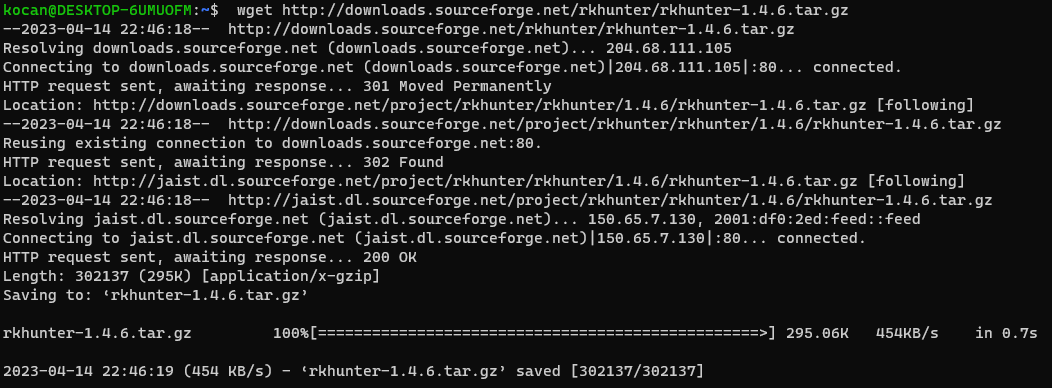 kocan@DESKTOP-6UMUOFM:~$  wget http://downloads.sourceforge.net/rkhunter/rkhunter-1.4.6.tar.gz
--2023-04-14 22:46:18--  http://downloads.sourceforge.net/rkhunter/rkhunter-1.4.6.tar.gz
Resolving downloads.sourceforge.net (downloads.sourceforge.net)... 204.68.111.105
Connecting to downloads.sourceforge.net (downloads.sourceforge.net)|204.68.111.105|:80... connected.
HTTP request sent, awaiting response... 301 Moved Permanently
Location: http://downloads.sourceforge.net/project/rkhunter/rkhunter/1.4.6/rkhunter-1.4.6.tar.gz [following]
--2023-04-14 22:46:18--  http://downloads.sourceforge.net/project/rkhunter/rkhunter/1.4.6/rkhunter-1.4.6.tar.gz
Reusing existing connection to downloads.sourceforge.net:80.
HTTP request sent, awaiting response... 302 Found
Location: http://jaist.dl.sourceforge.net/project/rkhunter/rkhunter/1.4.6/rkhunter-1.4.6.tar.gz [following]
--2023-04-14 22:46:18--  http://jaist.dl.sourceforge.net/project/rkhunter/rkhunter/1.4.6/rkhunter-1.4.6.tar.gz
Resolving jaist.dl.sourceforge.net (jaist.dl.sourceforge.net)... 150.65.7.130, 2001:df0:2ed:feed::feed
Connecting to jaist.dl.sourceforge.net (jaist.dl.sourceforge.net)|150.65.7.130|:80... connected.
HTTP request sent, awaiting response... 200 OK
Length: 302137 (295K) [application/x-gzip]
Saving to: ‘rkhunter-1.4.6.tar.gz’
rkhunter-1.4.6.tar.gz         100%[=================================================>] 295.06K   454KB/s    in 0.7s
2023-04-14 22:46:19 (454 KB/s) - ‘rkhunter-1.4.6.tar.gz’ saved [302137/302137]